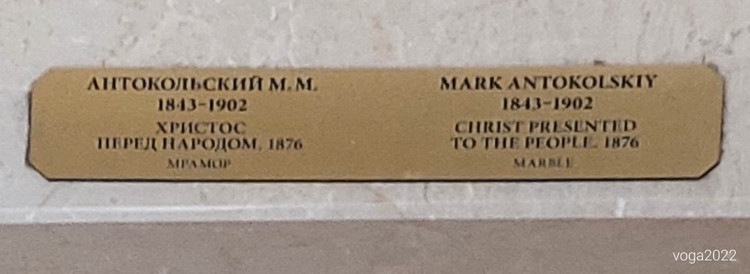 АНТОКОЛЬСКИЙ М. М.
1843-1902
ХРИСТОС
ПЕРЕД НАРОДОМ, 1876
МРАМОР
MARK ANTOKOLSKIY
1843-1902
CHRIST PRESENTED
TO THE PEOPLE, 1876
MARBLE
voga2022